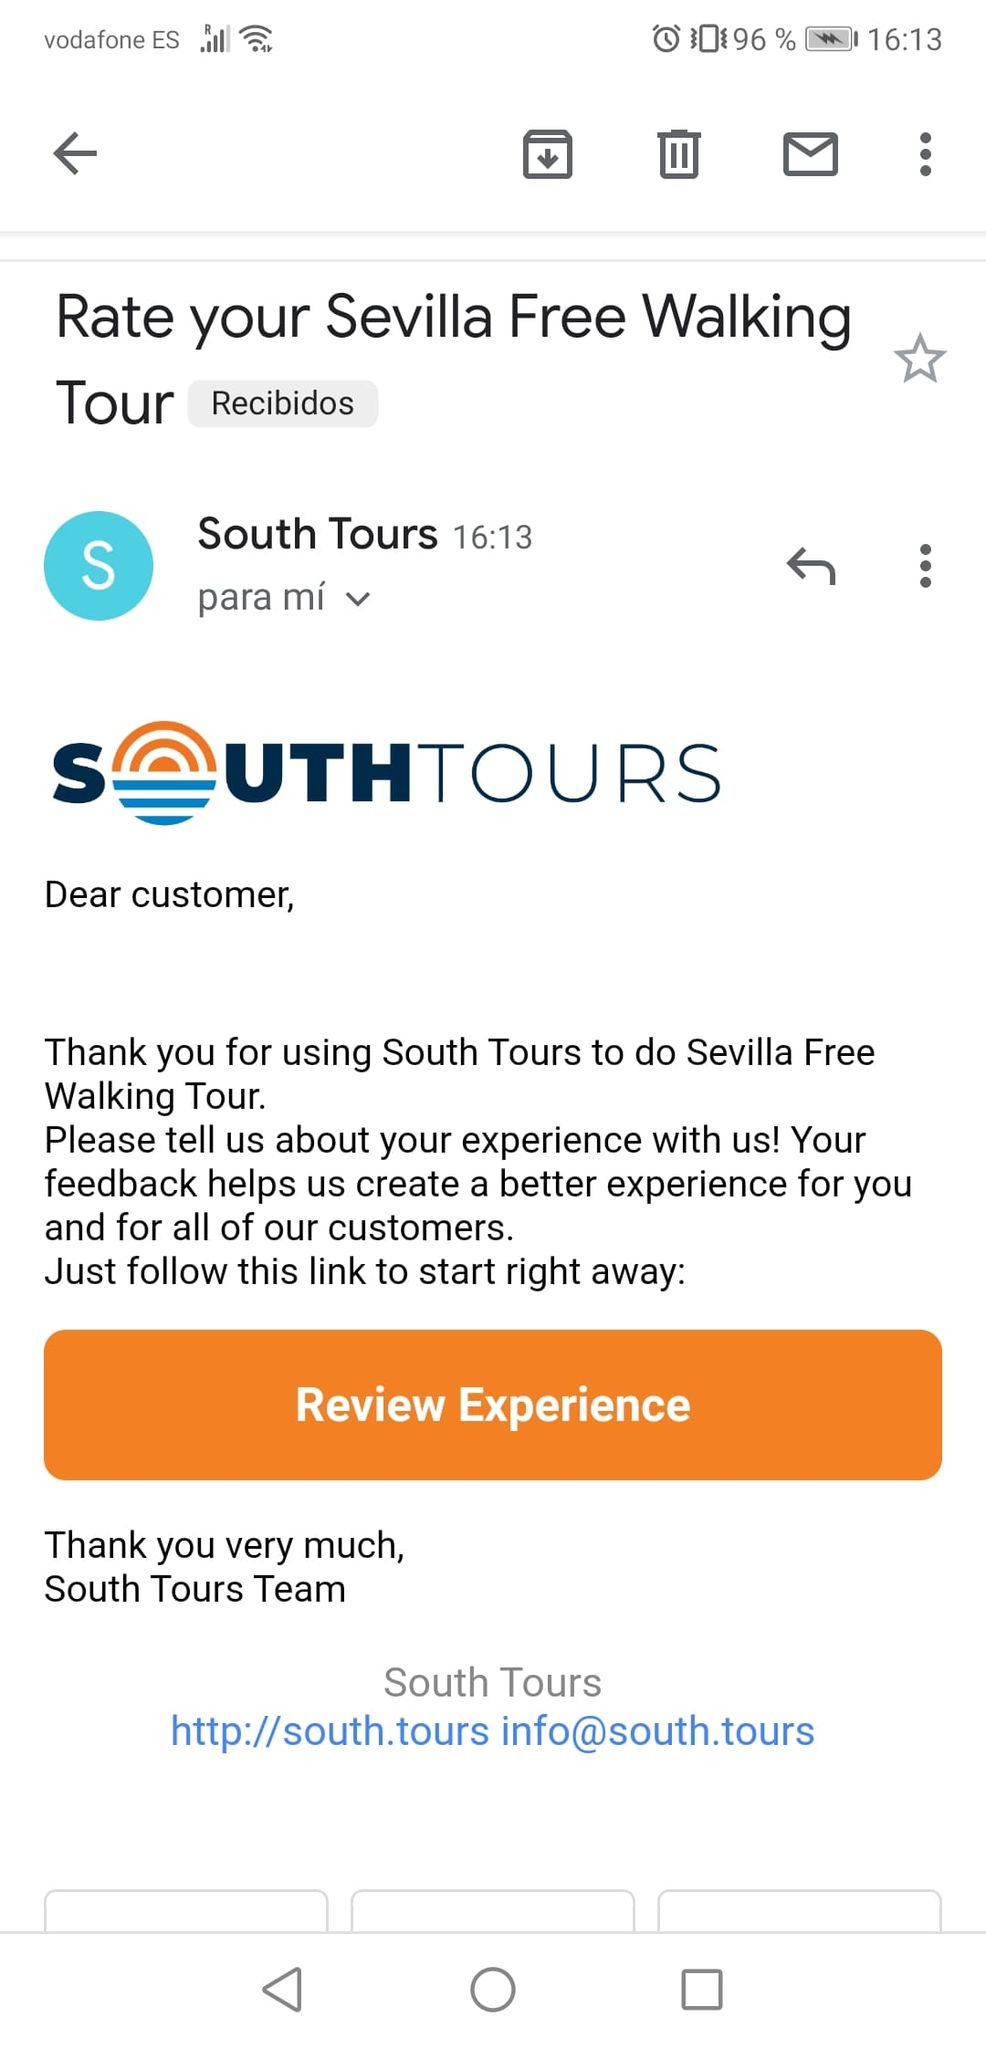 vodafone ES R 96 % 16:13
Rate your Sevilla Free Walking
Tour Recibidos
S
South Tours 16:13
para mí
SOUTHTOURS
Dear customer,
Thank you for using South Tours to do Sevilla Free
Walking Tour.
Please tell us about your experience with us! Your
feedback helps us create a better experience for you
and for all of our customers.
Just follow this link to start right away:
Review Experience
Thank you very much,
South Tours Team
South Tours
http://south.tours info@south.tours